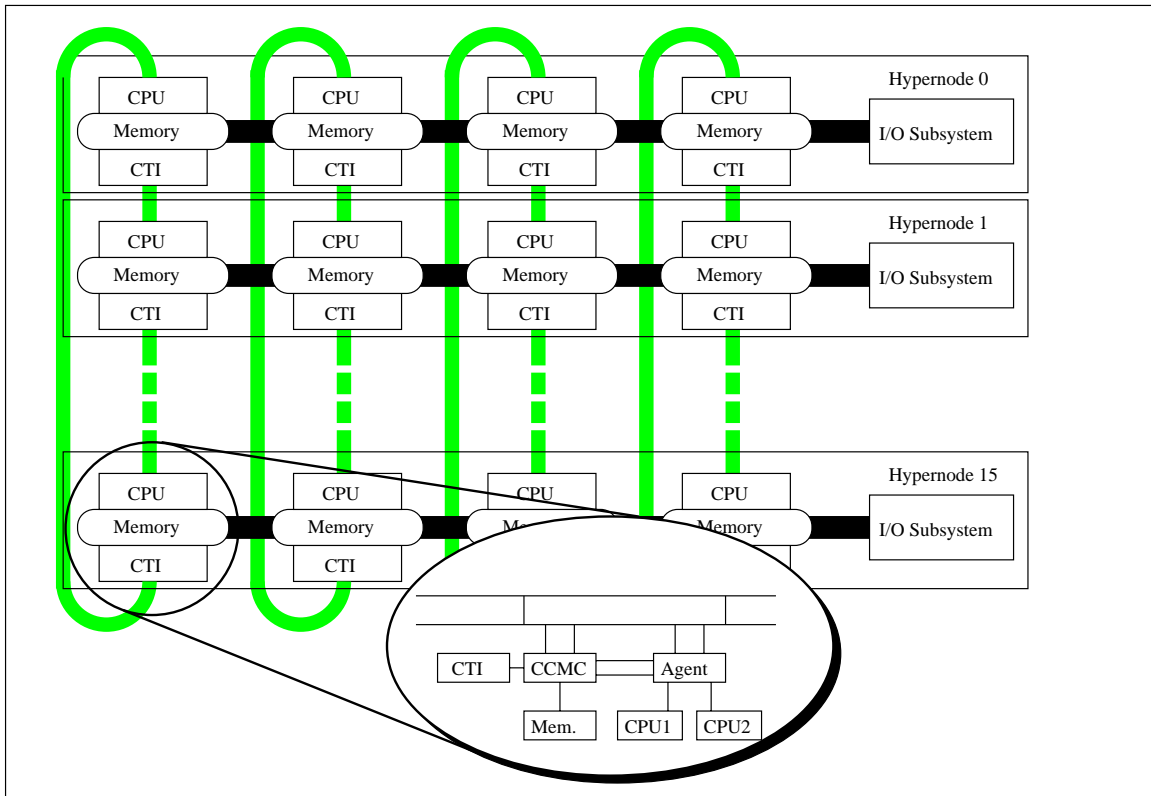 Hypernode 0
CPU CPU CPU CPU
Memory Memory Memory Memory I/O Subsystem
CTI CTI CTI CTI
Hypernode 1
CPU CPU CPU CPU
Memory Memory Memory Memory I/O Subsystem
CTI CTI CTI CTI
Hypernode 15
CPU CPU CPU CPU
Memory Memory Memory I/O Subsystem
CTI CTI
CTI CCMC Agent
Mem. CPU1 CPU2